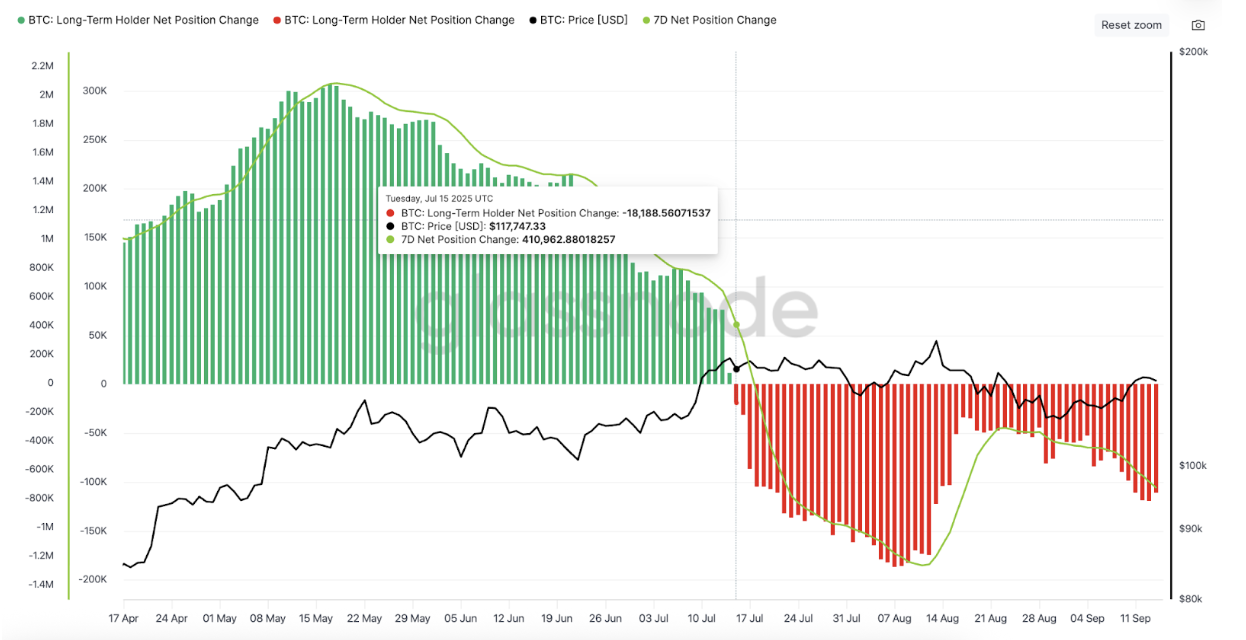 BTC: Long-Term Holder Net Position Change BTC: Long-Term Holder Net Position Change BTC: Price [USD] 7D Net Position Change
Reset zoom
2.2M
2M
1.8M
1.6M
1.4M
1.2M
1M
800K
600K
400K
200K
0
-200K
-400K
-600K
-800K
-1M
-1.2M
-1.4M
300K
250K
200K
150K
100K
50K
0
-50K
-100K
-150K
-200K
Tuesday, Jul 15 2025 UTC
BTC: Long-Term Holder Net Position Change: -18,188.56071537
BTC: Price [USD]: $117,747.33
7D Net Position Change: 410,962.88018257
glassnode
$200k
$100k
$90k
$80k
17 Apr 24 Apr 01 May 08 May 15 May 22 May 29 May 05 Jun 12 Jun 19 Jun 26 Jun 03 Jul 10 Jul 17 Jul 24 Jul 31 Jul 07 Aug 14 Aug 21 Aug 28 Aug 04 Sep 11 Sep